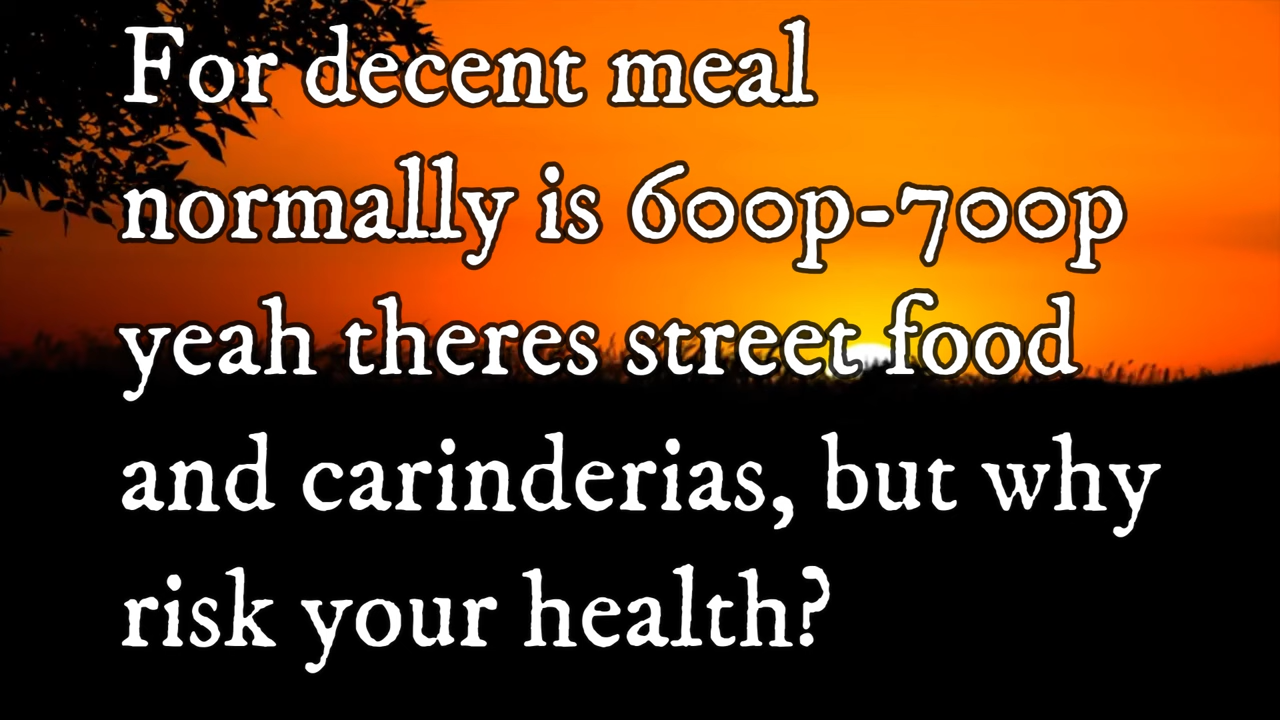 For decent meal
normally is 600p-700p
yeah theres street food
and carinderias, but why
risk your health?